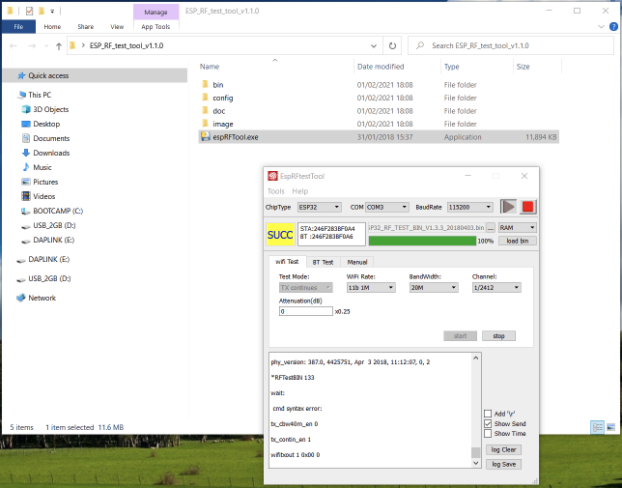 Manage
ESP_RF_test_tool_v1.1.0
File
Home
Share
View
App Tools
ESP_RF_test_tool_v1.1.0
Search ESP_RF_test_tool_v1.1.0
Name
Date modified
Type
Size
Quick access
This PC
3D Objects
Desktop
Documents
Downloads
Music
Pictures
Videos
BOOTCAMP (C:)
USB_2GB (D:)
DAPLINK (E:)
DAPLINK (E:)
USB_2GB (D:)
Network
bin 01/02/2021 18:08 File folder
config 01/02/2021 18:08 File folder
doc 01/02/2021 18:08 File folder
image 01/02/2021 18:08 File folder
espRFTool.exe 31/01/2018 15:37 Application 11,894 KB
5 items 1 item selected 11.6 MB
EspRFtestTool
Tools Help
ChipType ESP32 COM COM3 BaudRate 115200
SUCC
STA:246F283BF0A4
BT :246F283BF0A6
P32_RF_TEST_BIN_V1.3.3_20180403.bin ... RAM
100% load bin
wifi Test BT Test Manual
Test Mode: WiFi Rate: BandWidth: Channel:
TX continues 11b 1M 20M 1/2412
Attenuation(dB)
0 x0.25
start stop
phy_version: 387.0, 4425751, Apr 3 2018, 11:12:07, 0, 2
*RFTestBIN 133
wait:
cmd syntax error:
tx_cbw40m_en 0
tx_contin_en 1
wifitxout 1 0x00 0
Add '\r'
Show Send
Show Time
log Clear
log Save